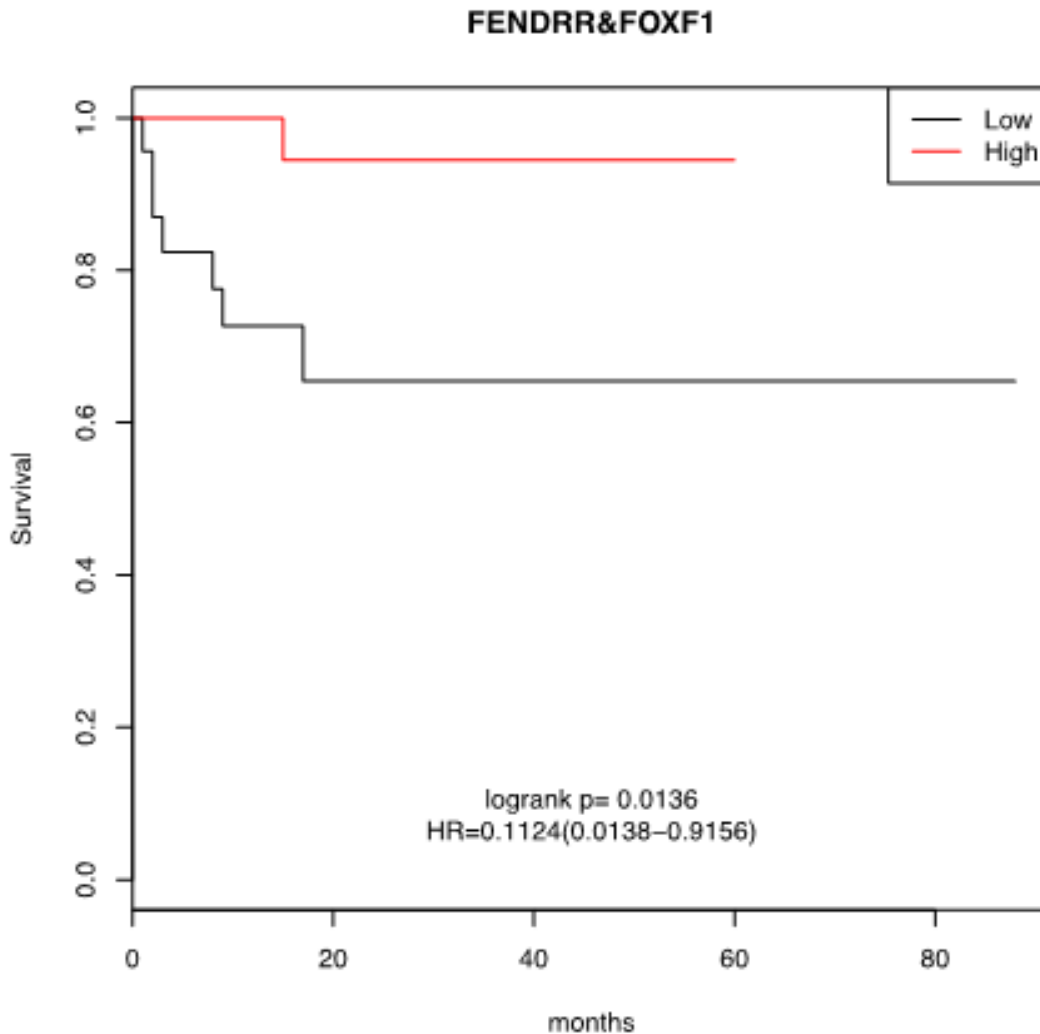 FENDRR&FOXF1
Low
High
1.0
0.8
0.6
0.4
0.2
0.0
Survival
logrank p= 0.0136
HR=0.1124(0.0138−0.9156)
0 20 40 60 80
months